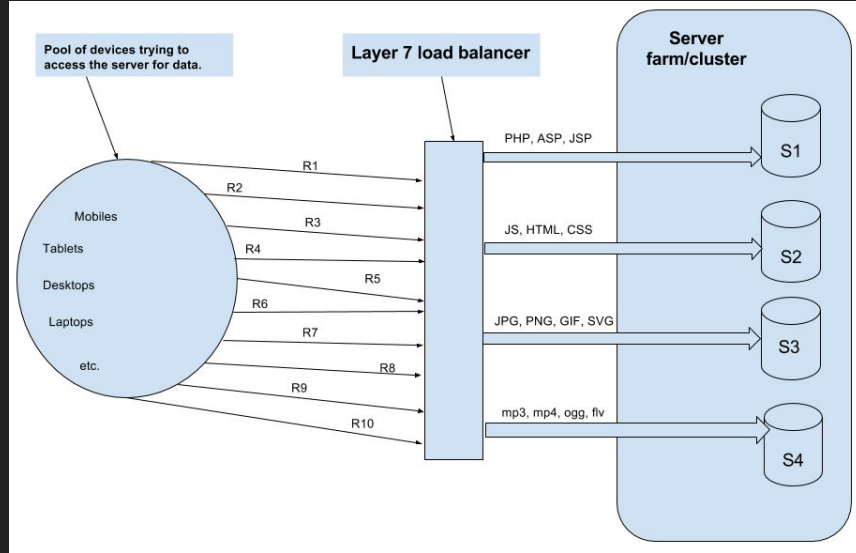 Pool of devices trying to
access the server for data.
Layer 7 load balancer
Server
farm/cluster
Mobiles
Tablets
Desktops
Laptops
etc.
R1
R2
R3
R4
R5
R6
R7
R8
R9
R10
PHP, ASP, JSP
S1
JS, HTML, CSS
S2
JPG, PNG, GIF, SVG
S3
mp3, mp4, ogg, flv
S4